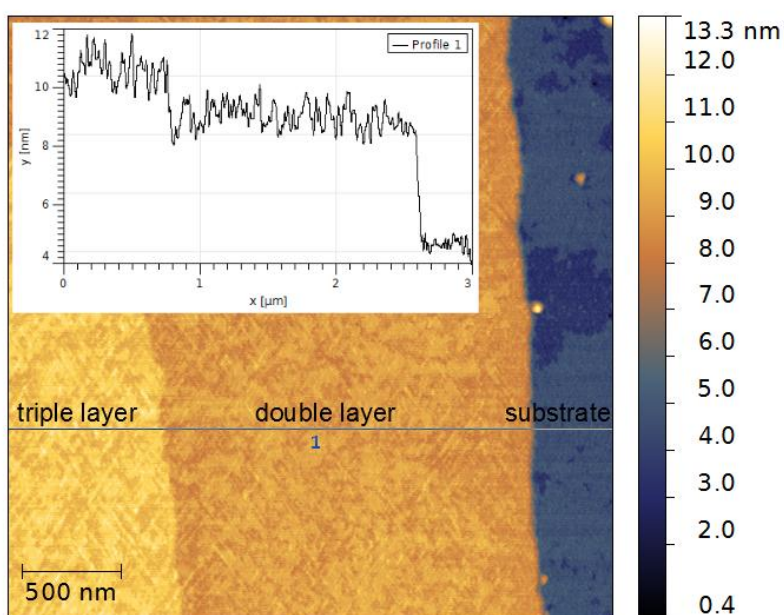 12
10
8
6
4
y [nm]
Profile 1
0
1
2
3
x [µm]
triple layer
double layer
substrate
1
500 nm
13.3 nm
12.0
11.0
10.0
9.0
8.0
7.0
6.0
5.0
4.0
3.0
2.0
0.4